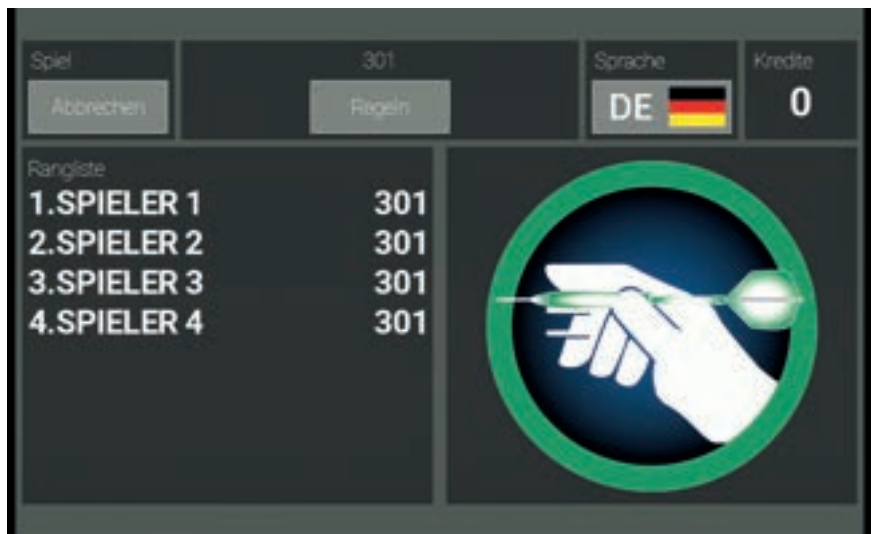 Spiel
301
Sprache
Kredite
Abbrechen
Regeln
DE
0
Rangliste
1.SPIELER 1 301
2.SPIELER 2 301
3.SPIELER 3 301
4.SPIELER 4 301